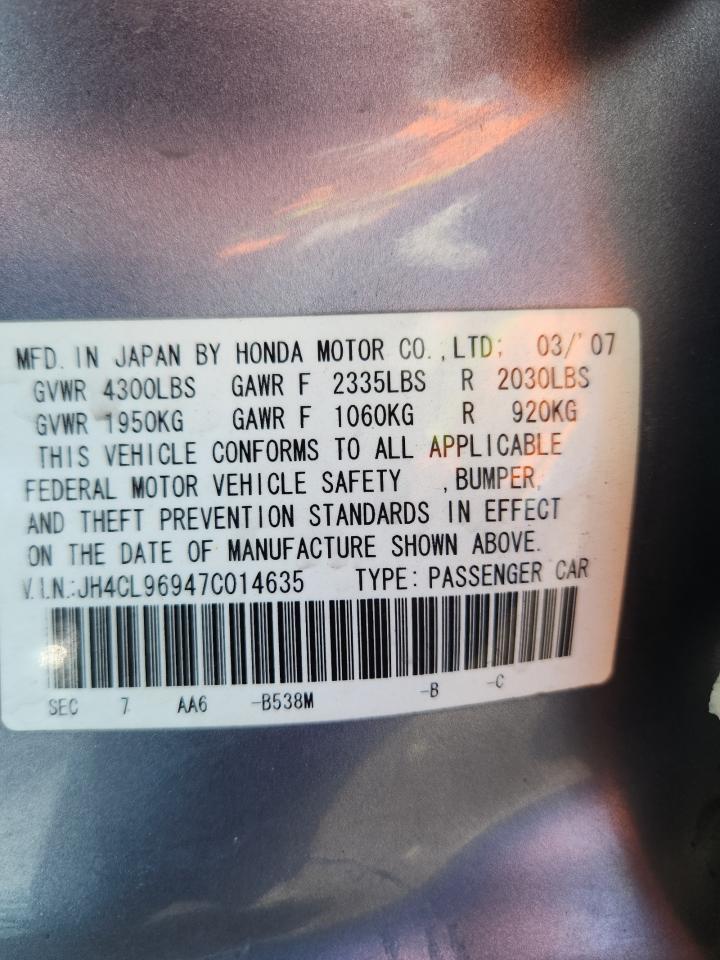 MFD. IN JAPAN BY HONDA MOTOR CO.,LTD; 03/'07
GVWR 4300LBS GAWR F 2335LBS R 2030LBS
GVWR 1950KG GAWR F 1060KG R 920KG
THIS VEHICLE CONFORMS TO ALL APPLICABLE
FEDERAL MOTOR VEHICLE SAFETY ,BUMPER,
AND THEFT PREVENTION STANDARDS IN EFFECT
ON THE DATE OF MANUFACTURE SHOWN ABOVE.
V.I.N.:JH4CL96947C014635 TYPE: PASSENGER CAR
SEC 7 AA6 -B538M -B -C